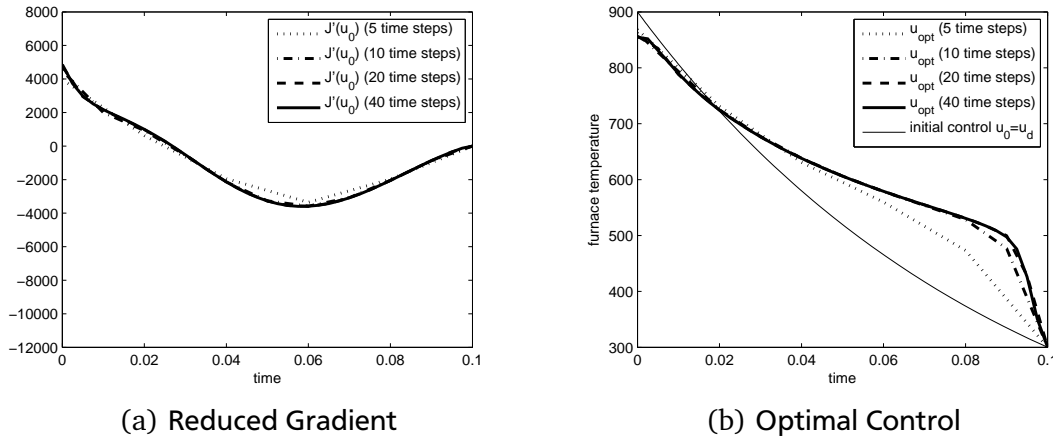 8000
6000
4000
2000
0
−2000
−4000
−6000
−8000
−10000
−12000
0
0.02
0.04
0.06
0.08
0.1
time
J'(u0) (5 time steps)
J'(u0) (10 time steps)
J'(u0) (20 time steps)
J'(u0) (40 time steps)
(a) Reduced Gradient
900
800
700
600
500
400
300
furnace temperature
0
0.02
0.04
0.06
0.08
0.1
time
uopt (5 time steps)
uopt (10 time steps)
uopt (20 time steps)
uopt (40 time steps)
initial control u0=ud
(b) Optimal Control